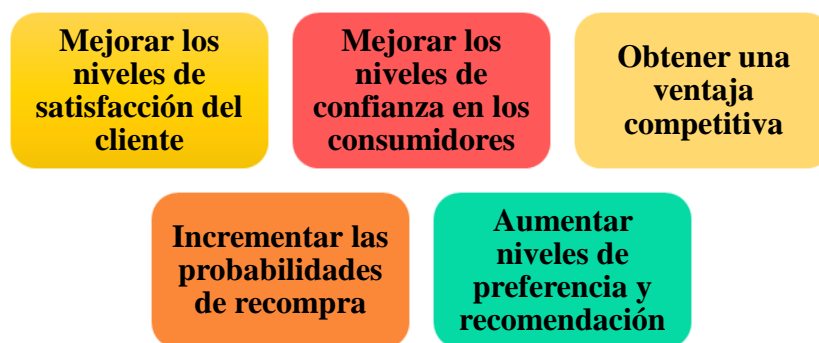 Mejorar los
niveles de
satisfacción del
cliente
Mejorar los
niveles de
confianza en los
consumidores
Obtener una
ventaja
competitiva
Incrementar las
probabilidades
de recompra
Aumentar
niveles de
preferencia y
recomendación